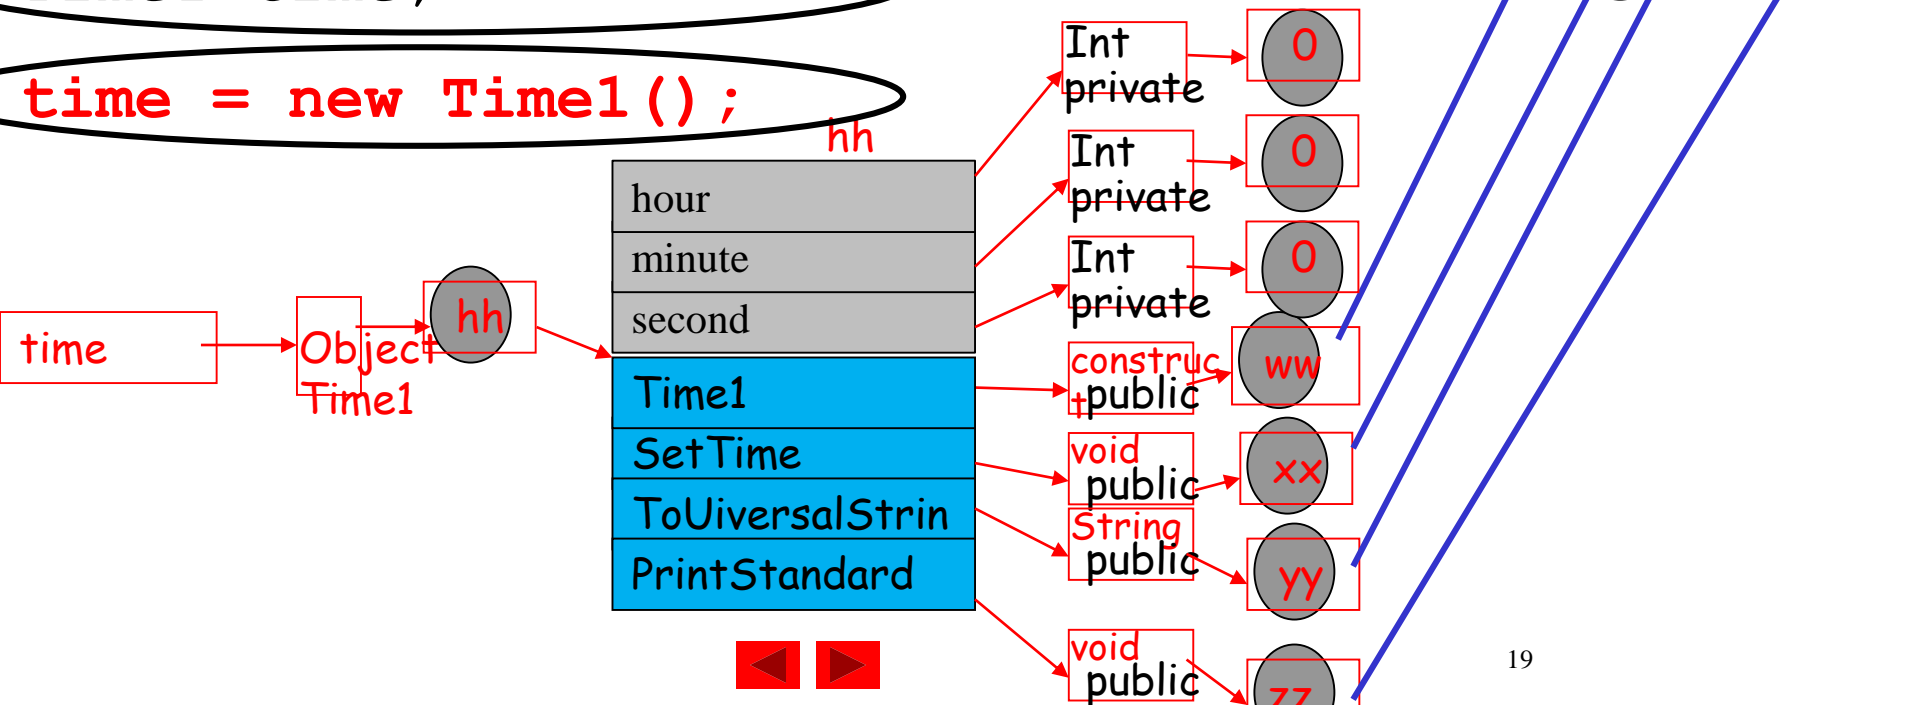 time = new Time1();
hh
hour
minute
second
time
Object
Time1
hh
Time1
SetTime
ToUiversalStrin
PrintStandard
Int
private
0
Int
private
0
Int
private
0
construc
t public
ww
void
public
xx
String
public
yy
void
public
zz
19